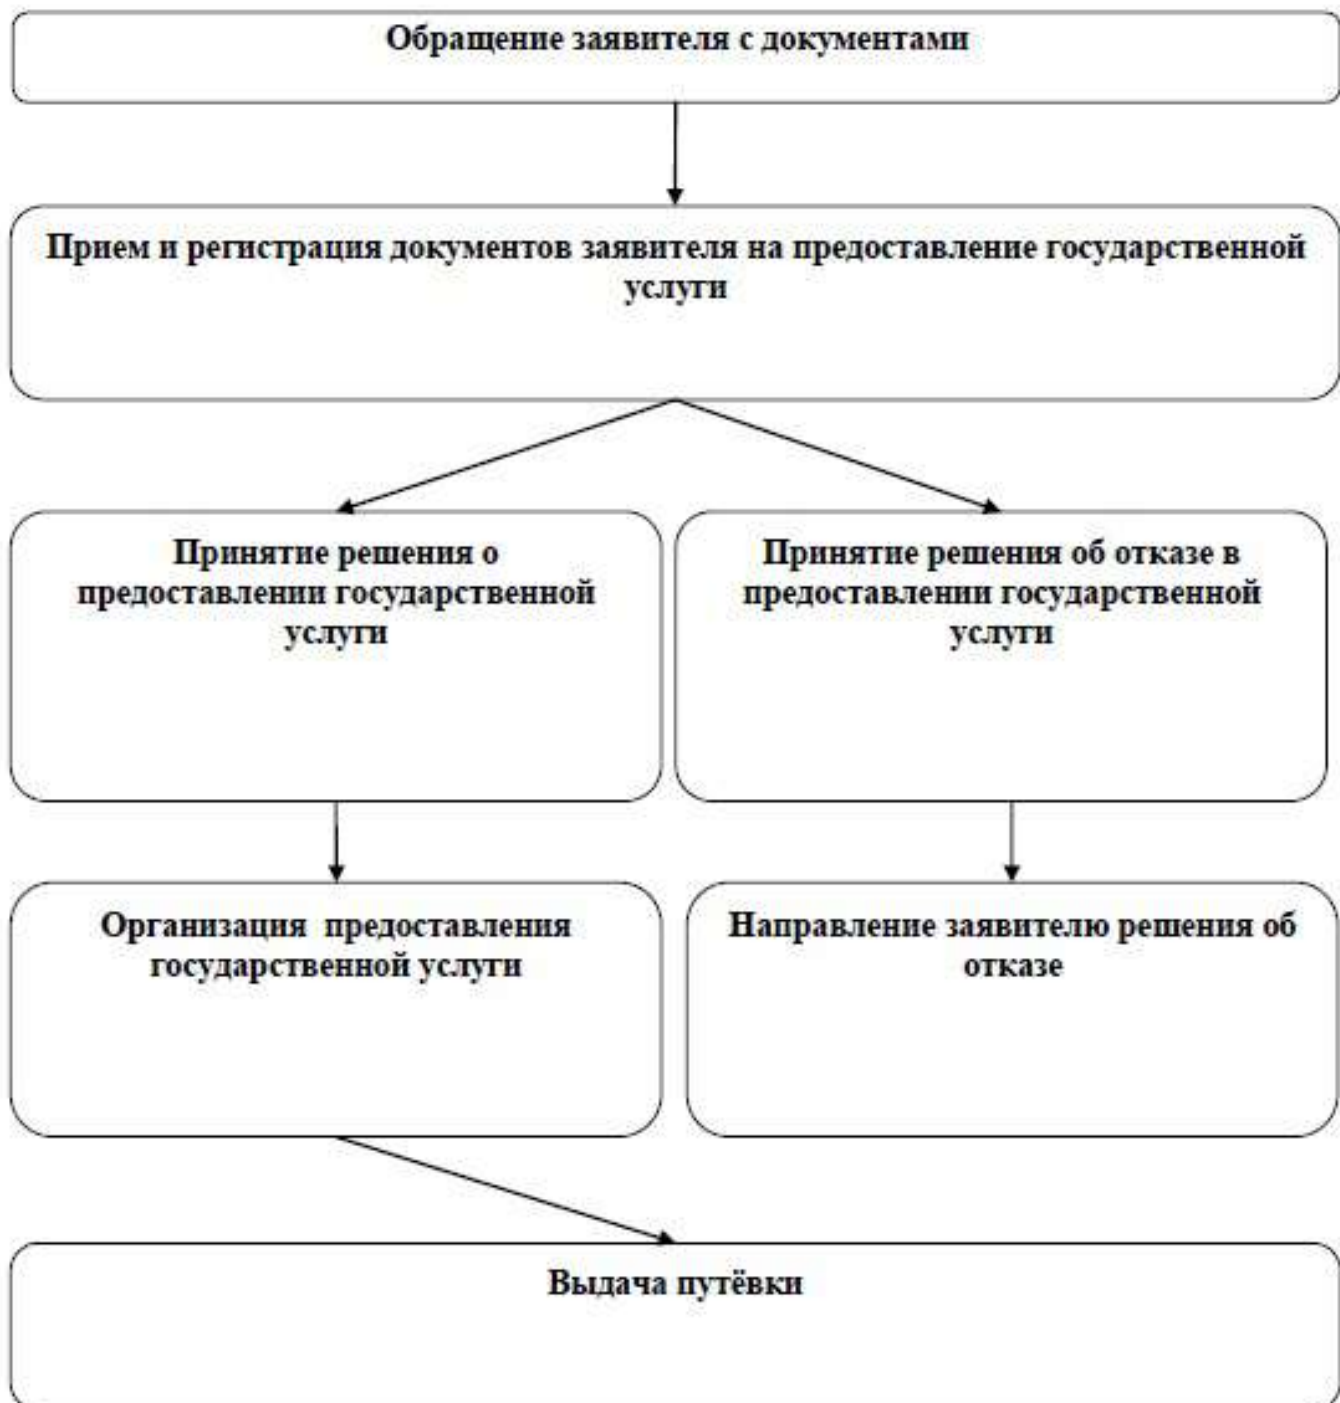 Обращение заявителя с документами
Прием и регистрация документов заявителя на предоставление государственной
услуги
Принятие решения о
предоставлении государственной
услуги
Принятие решения об отказе в
предоставлении государственной
услуги
Организация предоставления
государственной услуги
Направление заявителю решения об
отказе
Выдача путёвки